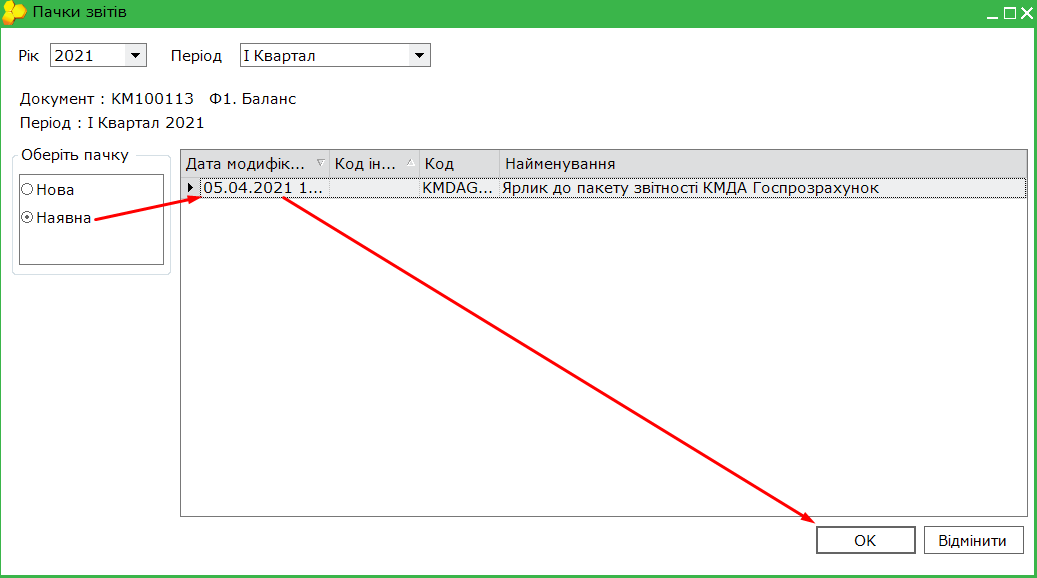 Пачки звітів
Рік 2021 Період І Квартал
Документ : KM100113 Ф1. Баланс
Період : І Квартал 2021
Оберіть пачку
Нова
Наявна
Дата модифік... Код ін... Код Найменування
05.04.2021 1... KMDAG... Ярлик до пакету звітності КМДА Госпрозрахунок
OK Відмінити